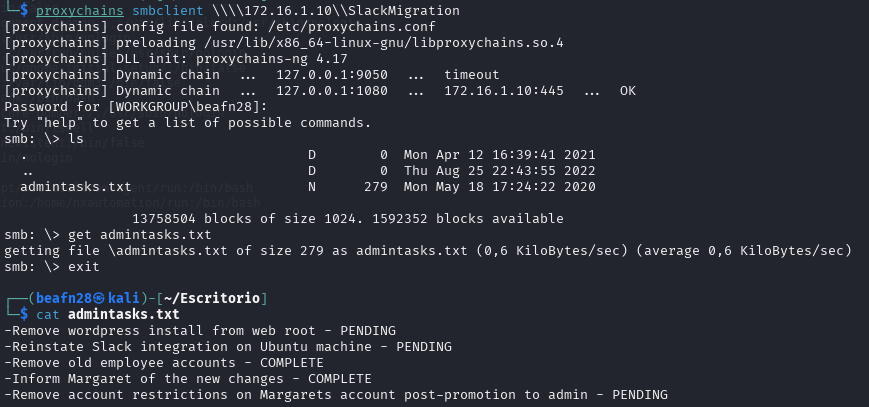 └─$ proxychains smbclient \\\\172.16.1.10\\SlackMigration
[proxychains] config file found: /etc/proxychains.conf
[proxychains] preloading /usr/lib/x86_64-linux-gnu/libproxychains.so.4
[proxychains] DLL init: proxychains-ng 4.17
[proxychains] Dynamic chain  ...  127.0.0.1:9050  ...  timeout
[proxychains] Dynamic chain  ...  127.0.0.1:1080  ...  172.16.1.10:445  ...  OK
Password for [WORKGROUP\beafn28]:
Try "help" to get a list of possible commands.
smb: \> ls
  .                                   D        0  Mon Apr 12 16:39:41 2021
  ..                                  D        0  Thu Aug 25 22:43:55 2022
  admintasks.txt                      N      279  Mon May 18 17:24:22 2020

                13758504 blocks of size 1024. 1592352 blocks available
smb: \> get admintasks.txt
getting file \admintasks.txt of size 279 as admintasks.txt (0,6 KiloBytes/sec) (average 0,6 KiloBytes/sec)
smb: \> exit

┌──(beafn28㉿kali)-[~/Escritorio]
└─$ cat admintasks.txt
-Remove wordpress install from web root - PENDING
-Reinstate Slack integration on Ubuntu machine - PENDING
-Remove old employee accounts - COMPLETE
-Inform Margaret of the new changes - COMPLETE
-Remove account restrictions on Margarets account post-promotion to admin - PENDING